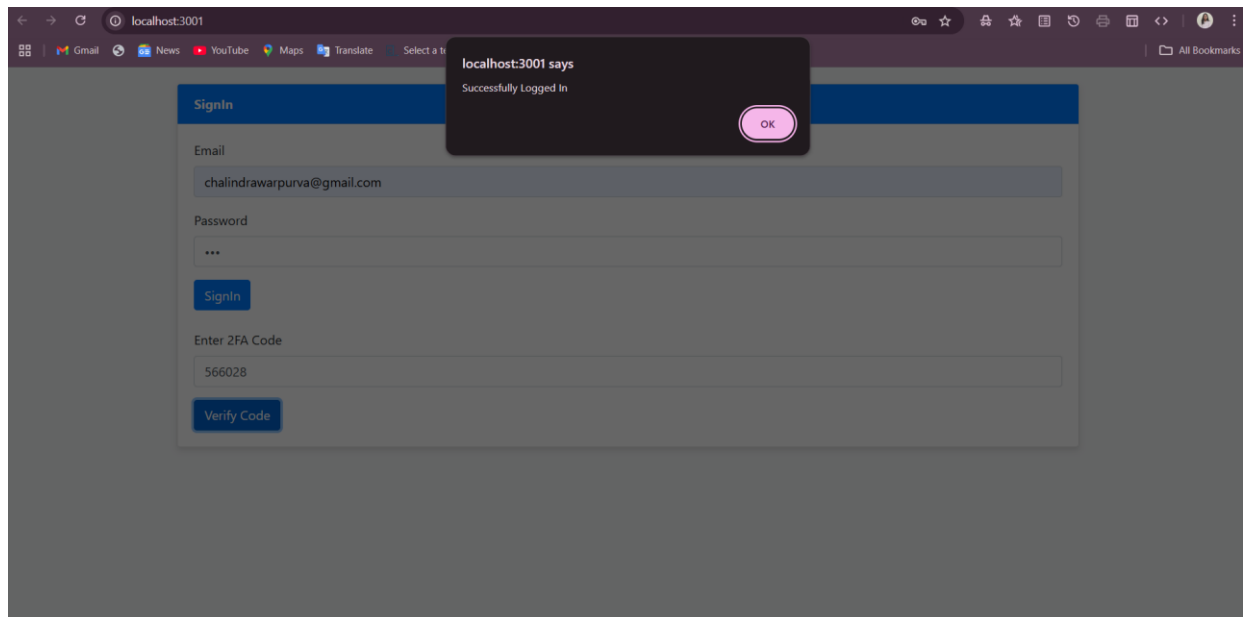 localhost:3001
Gmail News YouTube Maps Translate Select a te All Bookmarks
localhost:3001 says
Successfully Logged In
OK
SignIn
Email
chalindrawarpurva@gmail.com
Password
•••
SignIn
Enter 2FA Code
566028
Verify Code